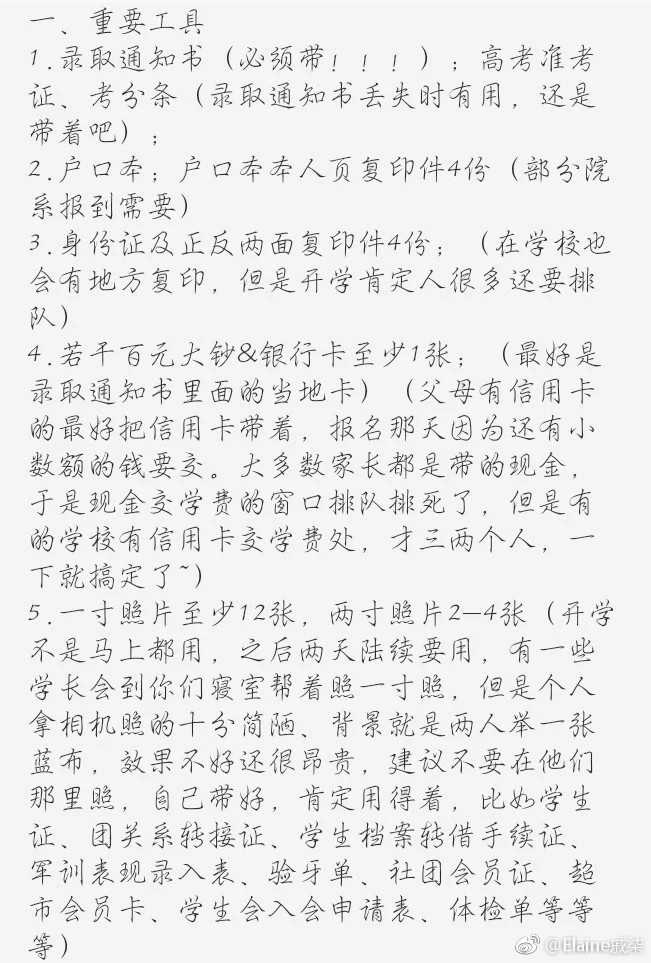 一、重要工具
1.录取通知书（必须带！！！）；高考准考
证、考分条（录取通知书丢失时有用，还是
带着吧）；
2.户口本；户口本本人页复印件4份（部分院
系报到需要）
3.身份证及正反两面复印件4份；（在学校也
会有地方复印，但是开学肯定人很多还要排
队）
4.若干百元大钞&银行卡至少1张；（最好是
录取通知书里面的当地卡）（父母有信用卡
的最好把信用卡带着，报名那天因为还有小
数额的钱要交。大多数家长都是带的现金，
于是现金交学费的窗口排队排死了，但是有
的学校有信用卡交学费处，才三两个人，一
下就搞定了~）
5.一寸照片至少12张，两寸照片2—4张（开学
不是马上都用，之后两天陆续要用，有一些
学长会到你们寝室帮着照一寸照，但是个人
拿相机照的十分简陋、背景就是两人举一张
蓝布，效果不好还很昂贵，建议不要在他们
那里照，自己带好，肯定用得着，比如学生
证、团关系转接证、学生档案转借手续证、
军训表现录入表、验牙单、社团会员证、超
市会员卡、学生会入会申请表、体检单等等
等）
@Elaine寂柒